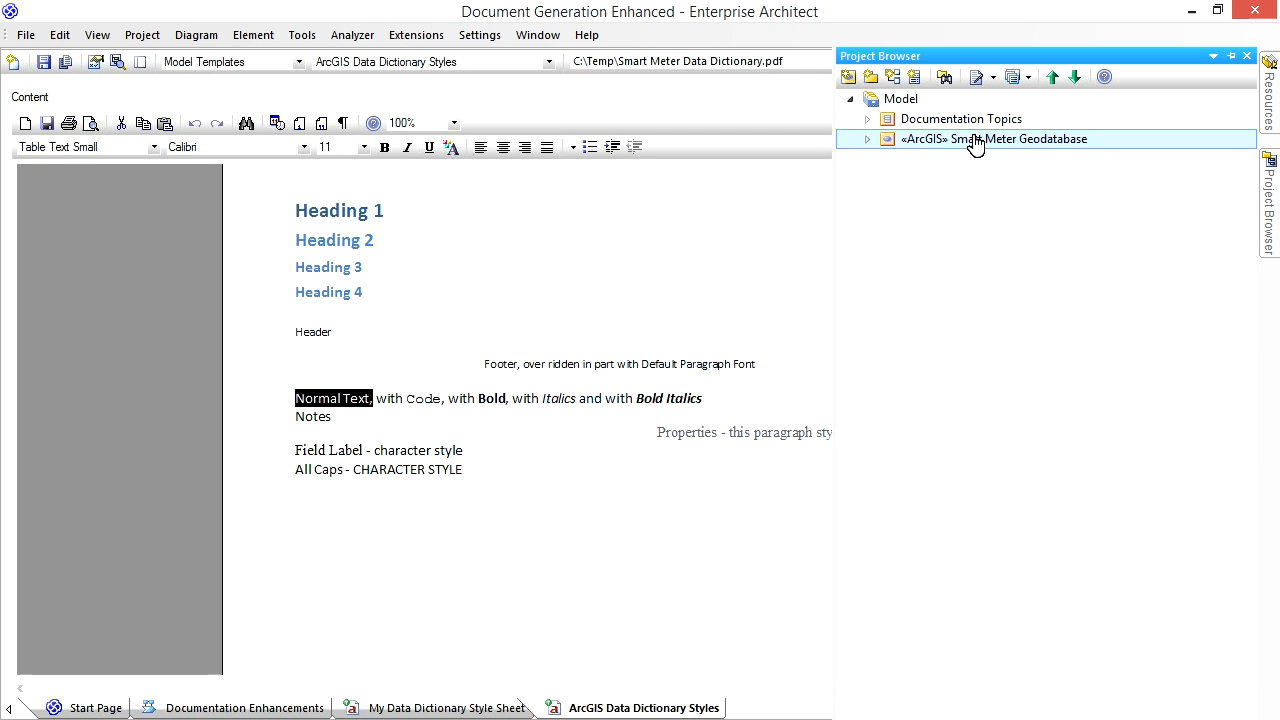 Document Generation Enhanced - Enterprise Architect
File Edit View Project Diagram Element Tools Analyzer Extensions Settings Window Help
Model Templates ArcGIS Data Dictionary Styles C:\Temp\Smart Meter Data Dictionary.pdf
Project Browser
Content
100%
Table Text Small Calibri 11 B I U
Model
Documentation Topics
«ArcGIS» Smart Meter Geodatabase
Resources
Project Browser
Heading 1
Heading 2
Heading 3
Heading 4
Header
Footer, over ridden in part with Default Paragraph Font
Normal Text, with Code, with Bold, with Italics and with Bold Italics
Notes
Properties - this paragraph sty
Field Label - character style
All Caps - CHARACTER STYLE
Start Page Documentation Enhancements My Data Dictionary Style Sheet ArcGIS Data Dictionary Styles